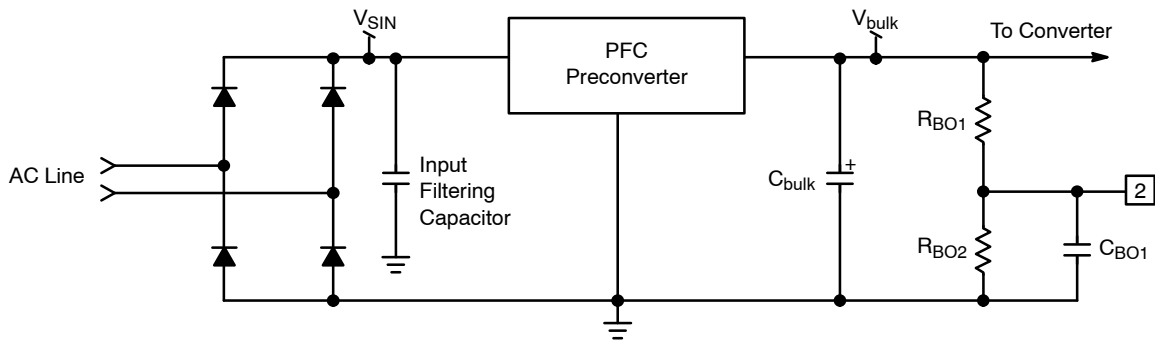 V_SIN
V_bulk
To Converter
PFC
Preconverter
R_BO1
AC Line
Input
Filtering
Capacitor
C_bulk
+
2
R_BO2
C_BO1